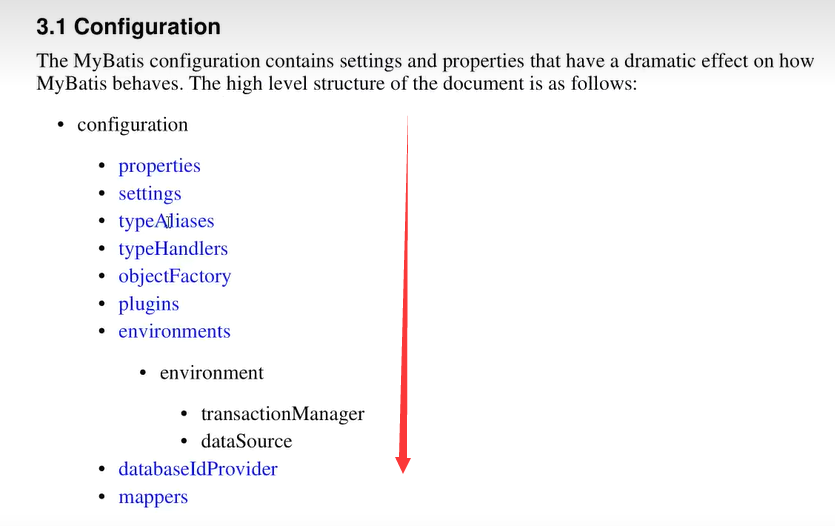 3.1 Configuration
The MyBatis configuration contains settings and properties that have a dramatic effect on how
MyBatis behaves. The high level structure of the document is as follows:
• configuration
• properties
• settings
• typeAliases
• typeHandlers
• objectFactory
• plugins
• environments
• environment
• transactionManager
• dataSource
• databaseIdProvider
• mappers